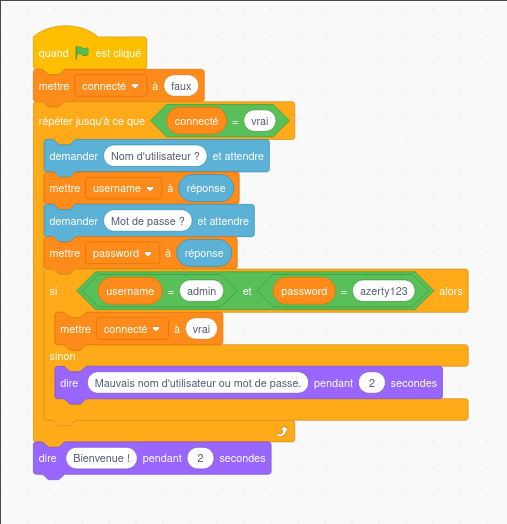 quand est cliqué
mettre connecté à faux
répéter jusqu'à ce que connecté = vrai
demander Nom d'utilisateur ? et attendre
mettre username à réponse
demander Mot de passe ? et attendre
mettre password à réponse
si username = admin et password = azerty123 alors
mettre connecté à vrai
sinon
dire Mauvais nom d'utilisateur ou mot de passe. pendant 2 secondes
dire Bienvenue ! pendant 2 secondes